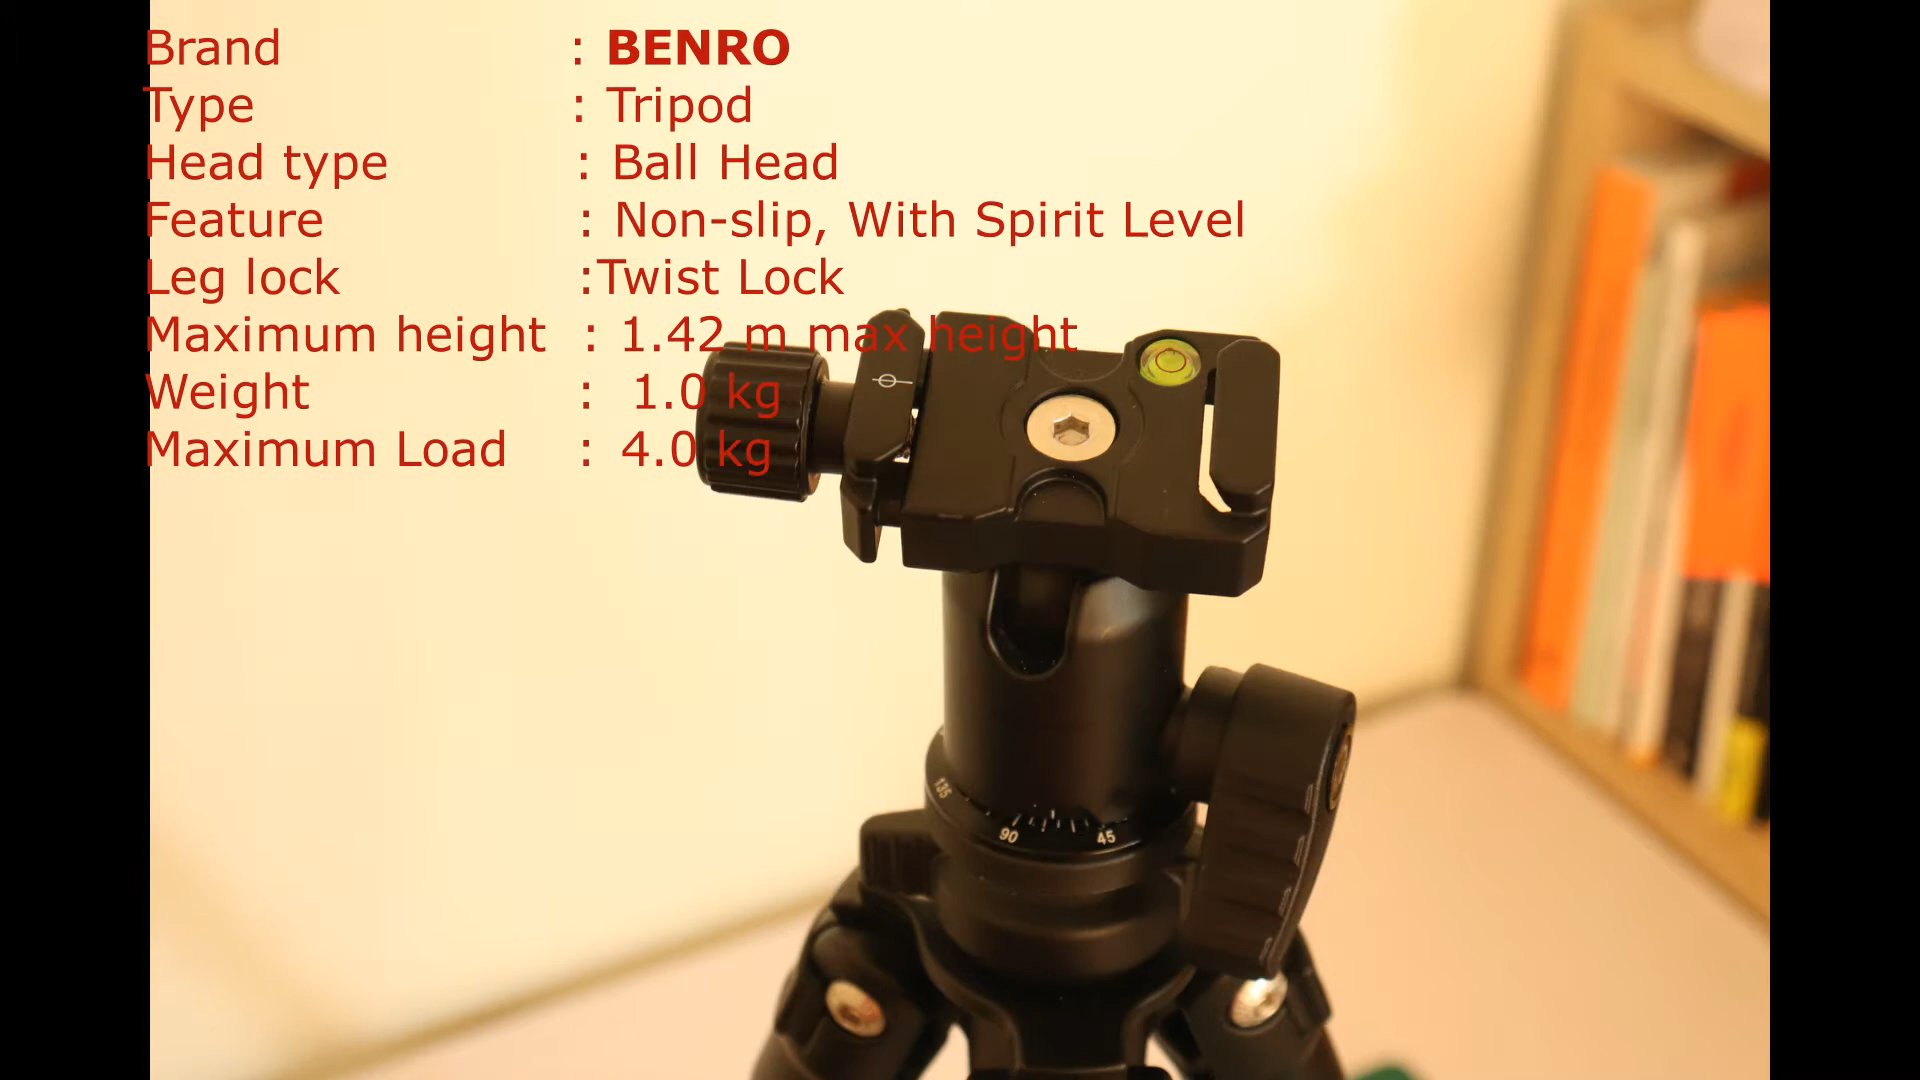 Brand : BENRO
Type : Tripod
Head type : Ball Head
Feature : Non-slip, With Spirit Level
Leg lock :Twist Lock
Maximum height : 1.42 m max height
Weight : 1.0 kg
Maximum Load : 4.0 kg
135 90 45